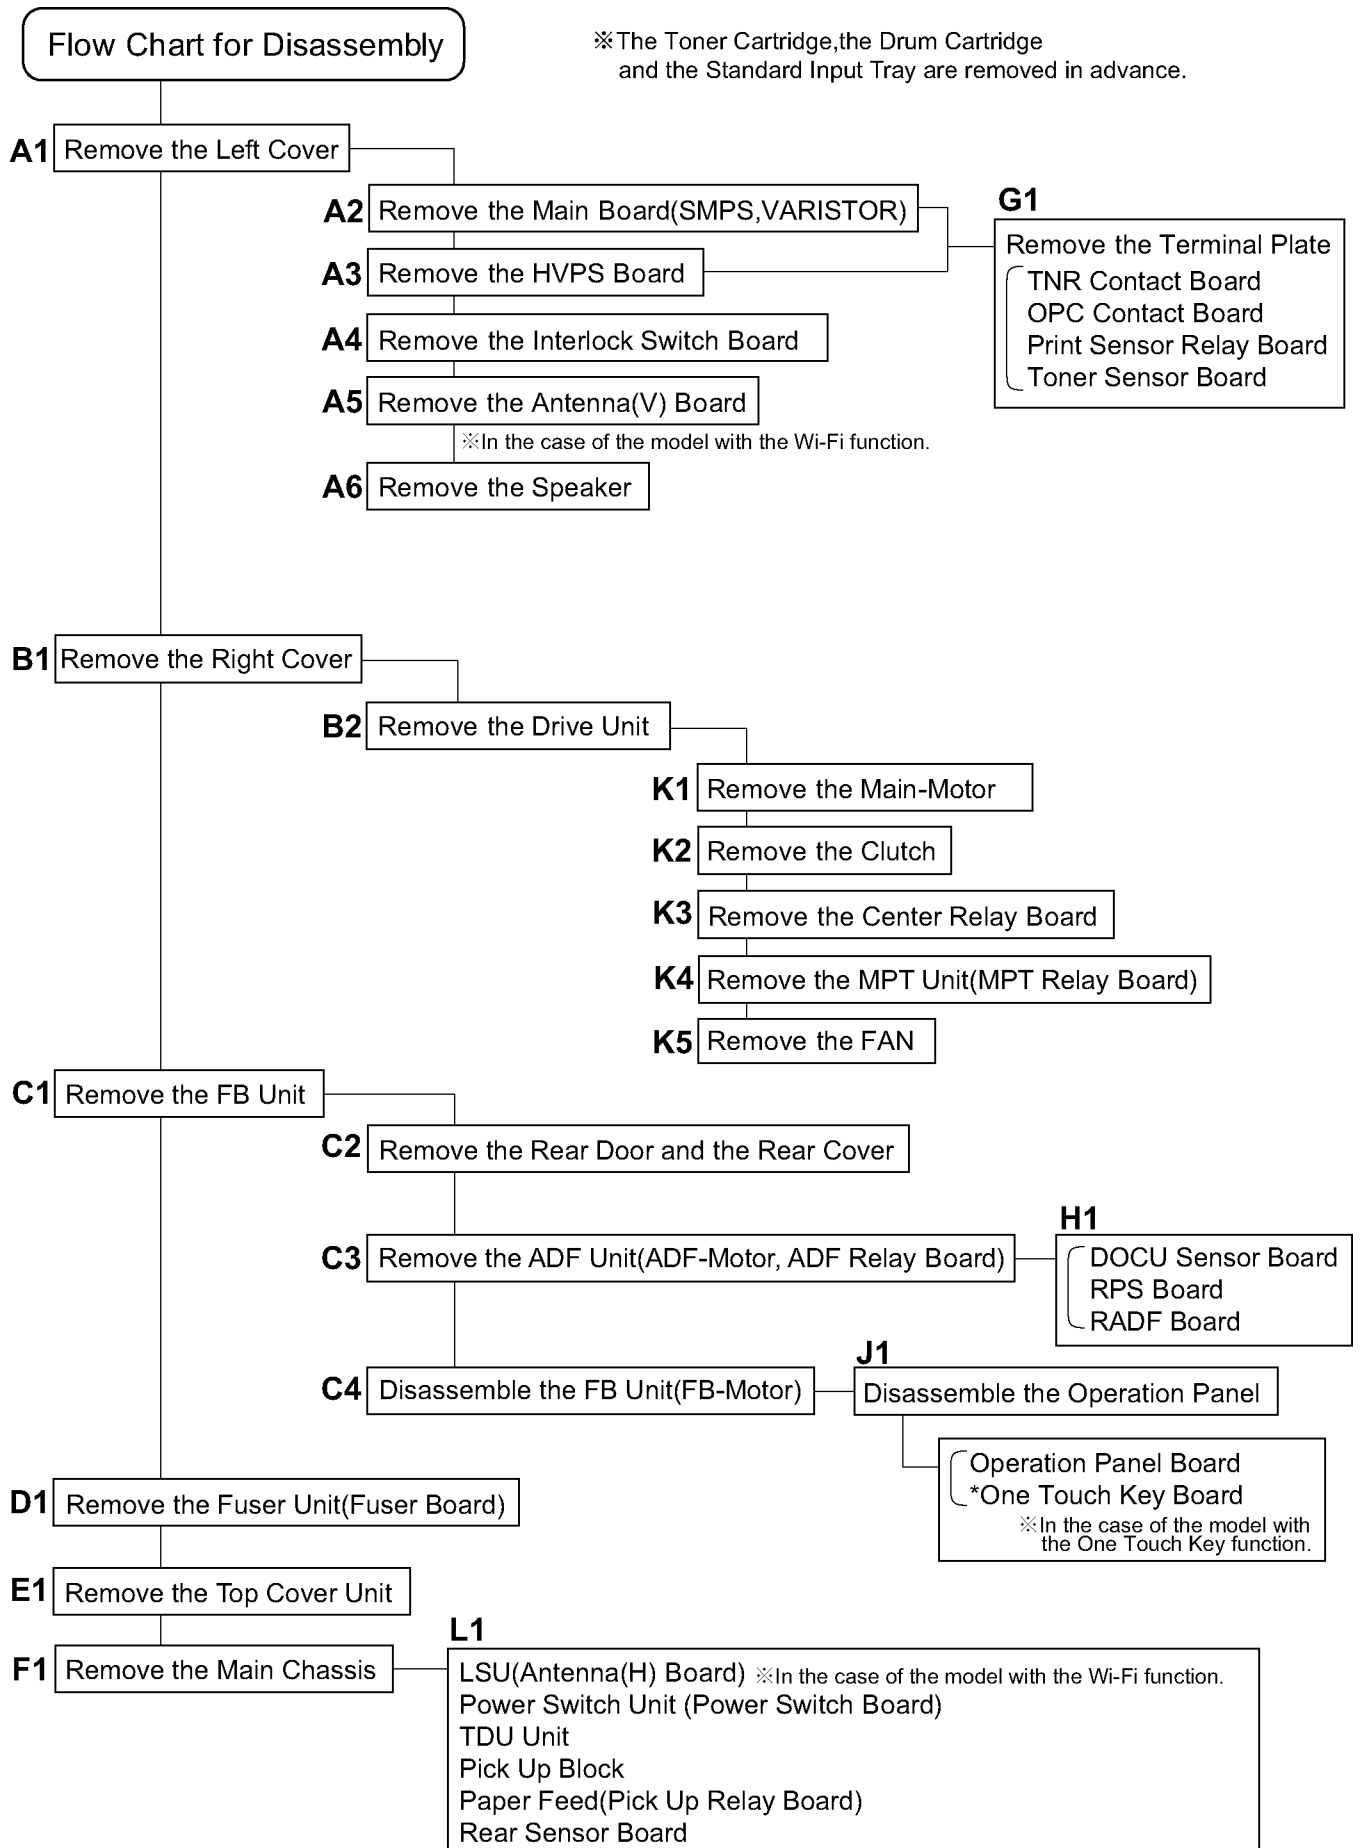 Flow Chart for Disassembly
※The Toner Cartridge,the Drum Cartridge
and the Standard Input Tray are removed in advance.
A1 Remove the Left Cover
A2 Remove the Main Board(SMPS,VARISTOR)
A3 Remove the HVPS Board
G1
Remove the Terminal Plate
TNR Contact Board
OPC Contact Board
Print Sensor Relay Board
Toner Sensor Board
A4 Remove the Interlock Switch Board
A5 Remove the Antenna(V) Board
※In the case of the model with the Wi-Fi function.
A6 Remove the Speaker
B1 Remove the Right Cover
B2 Remove the Drive Unit
K1 Remove the Main-Motor
K2 Remove the Clutch
K3 Remove the Center Relay Board
K4 Remove the MPT Unit(MPT Relay Board)
K5 Remove the FAN
C1 Remove the FB Unit
C2 Remove the Rear Door and the Rear Cover
C3 Remove the ADF Unit(ADF-Motor, ADF Relay Board)
H1
DOCU Sensor Board
RPS Board
RADF Board
C4 Disassemble the FB Unit(FB-Motor)
J1
Disassemble the Operation Panel
Operation Panel Board
*One Touch Key Board
※In the case of the model with
the One Touch Key function.
D1 Remove the Fuser Unit(Fuser Board)
E1 Remove the Top Cover Unit
F1 Remove the Main Chassis
L1
LSU(Antenna(H) Board) ※In the case of the model with the Wi-Fi function.
Power Switch Unit (Power Switch Board)
TDU Unit
Pick Up Block
Paper Feed(Pick Up Relay Board)
Rear Sensor Board